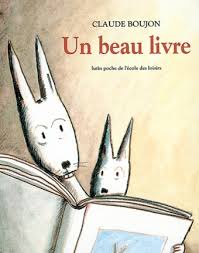 CLAUDE BOUJON
Un beau livre
lutin poche de l'école des loisirs